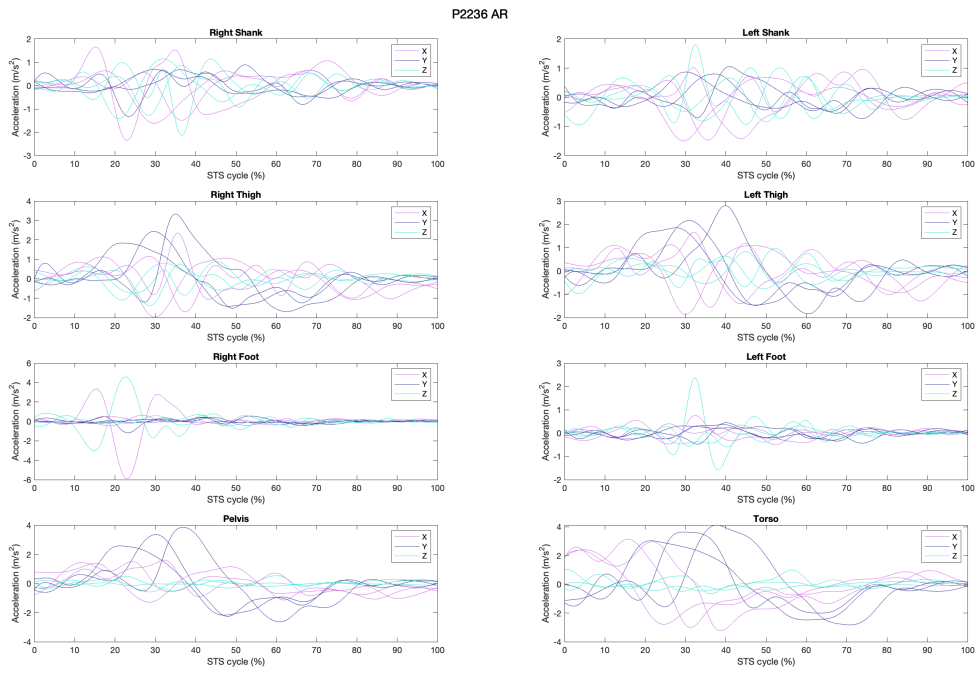 P2236 AR
Right Shank
Acceleration (m/s²)
2
1
0
-1
-2
-3
X
Y
Z
0 10 20 30 40 50 60 70 80 90 100
STS cycle (%)
Left Shank
Acceleration (m/s²)
2
1
0
-1
-2
X
Y
Z
0 10 20 30 40 50 60 70 80 90 100
STS cycle (%)
Right Thigh
Acceleration (m/s²)
4
3
2
1
0
-1
-2
X
Y
Z
0 10 20 30 40 50 60 70 80 90 100
STS cycle (%)
Left Thigh
Acceleration (m/s²)
3
2
1
0
-1
-2
X
Y
Z
0 10 20 30 40 50 60 70 80 90 100
STS cycle (%)
Right Foot
Acceleration (m/s²)
6
4
2
0
-2
-4
-6
X
Y
Z
0 10 20 30 40 50 60 70 80 90 100
STS cycle (%)
Left Foot
Acceleration (m/s²)
3
2
1
0
-1
-2
X
Y
Z
0 10 20 30 40 50 60 70 80 90 100
STS cycle (%)
Pelvis
Acceleration (m/s²)
4
2
0
-2
-4
X
Y
Z
0 10 20 30 40 50 60 70 80 90 100
STS cycle (%)
Torso
Acceleration (m/s²)
4
2
0
-2
-4
X
Y
Z
0 10 20 30 40 50 60 70 80 90 100
STS cycle (%)